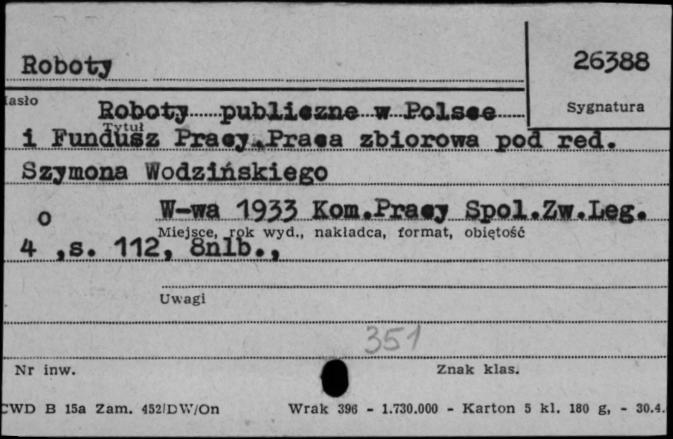 Roboty
26388
asło
Sygnatura
Roboty publiczne w Polsce
Tytuł
i Fundusz Pracy.Praca zbiorowa pod red.
Szymona Wodzińskiego
W-wa 1933 Kom.Pracy Spol.Zw.Leg.
Miejsce, rok wyd., nakładca, format, objętość
4o,s. 112, 8nlb.,
Uwagi
351
Nr inw.
Znak klas.
CWD B 15a Zam. 452/DW/On Wrak 396 - 1.730.000 - Karton 5 kl. 180 g, - 30.4.